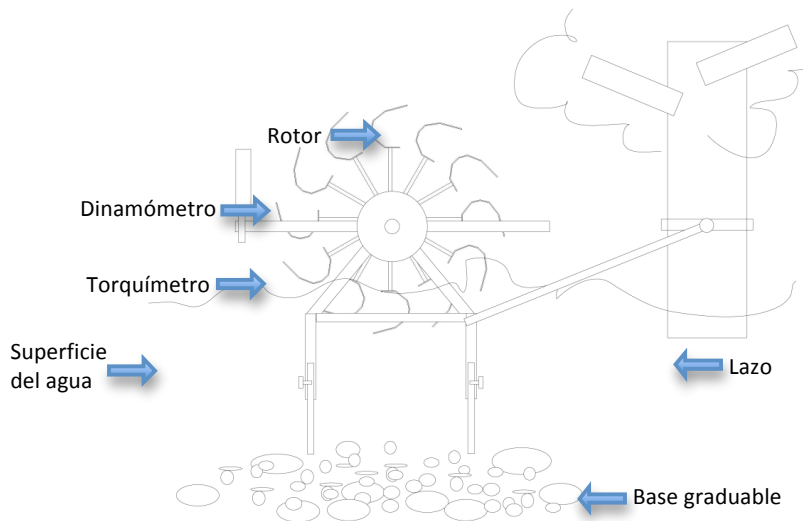 Rotor
Dinamómetro
Torquímetro
Superficie
del agua
Lazo
Base graduable